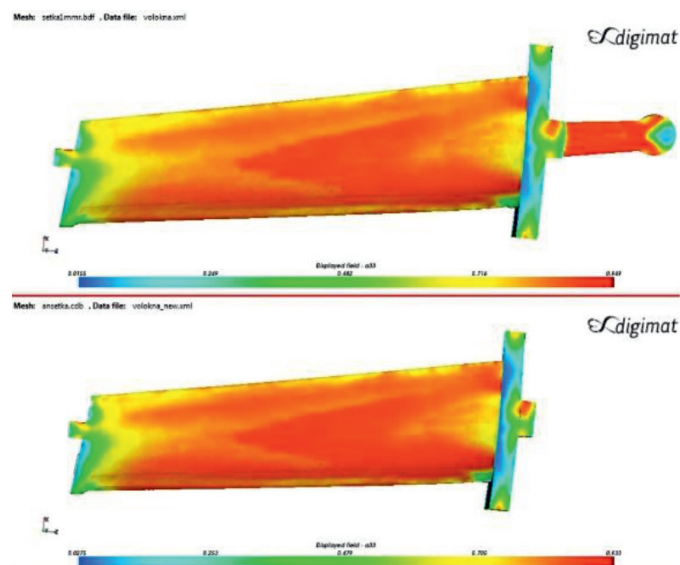 Mesh: setka1mmr.bdf , Data file: volokna.xml
digimat
Displayed field - a33
0.0155 0.249 0.482 0.716 0.949
Mesh: ansetka.cdb , Data file: volokna_new.xml
digimat
Displayed field - a33
0.0275 0.253 0.479 0.705 0.930